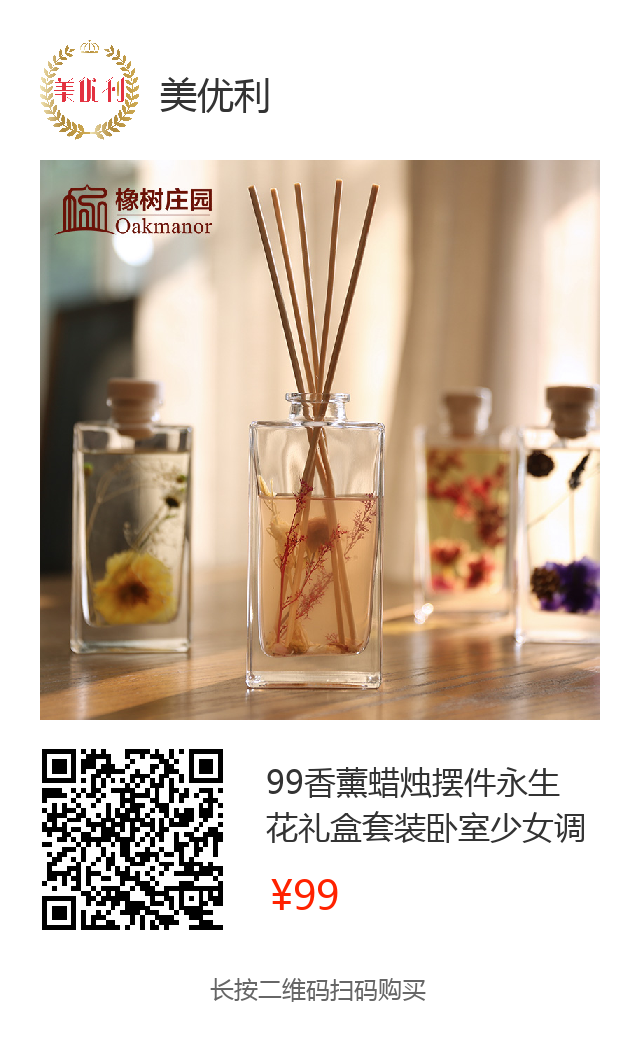 美优利
美优利
橡树庄园
Oakmanor
99香薰蜡烛摆件永生
花礼盒套装卧室少女调
¥99
长按二维码扫码购买